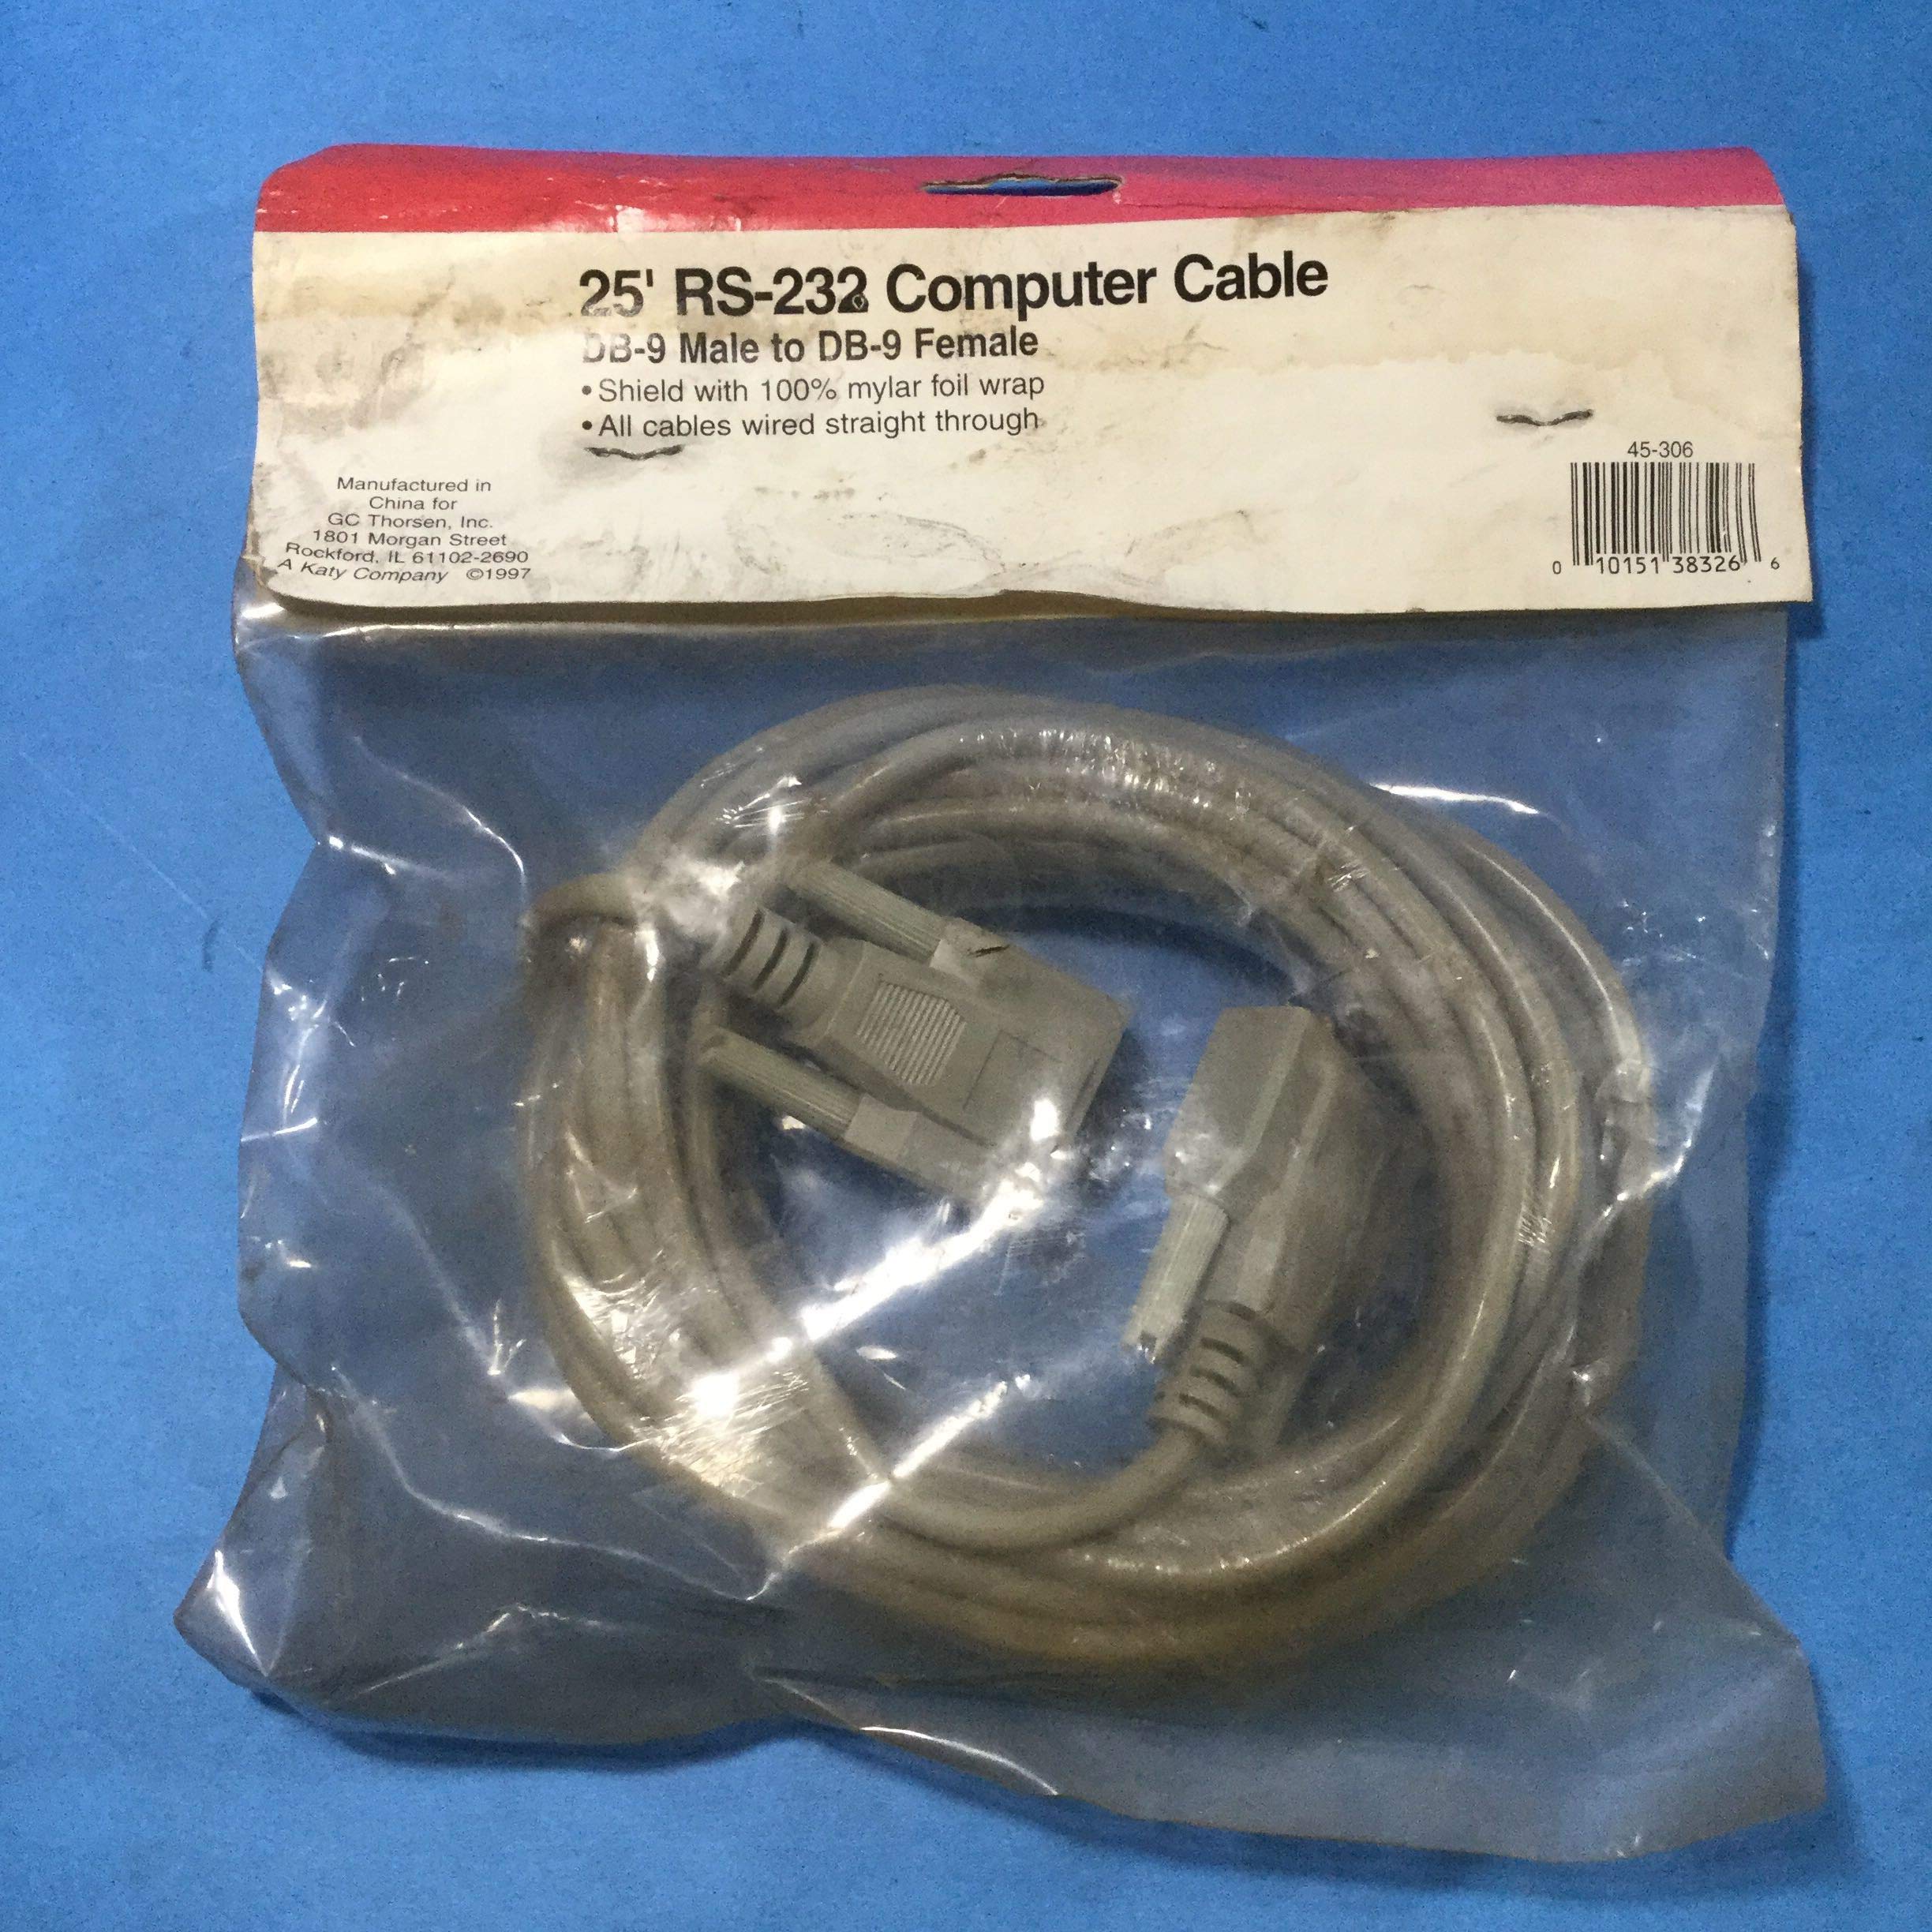 25' RS-232 Computer Cable
DB-9 Male to DB-9 Female
•Shield with 100% mylar foil wrap
•All cables wired straight through
Manufactured in
China for
GC Thorsen, Inc.
1801 Morgan Street
Rockford, IL 61102-2690
A Katy Company ©1997
45-306
0 10151 38326 6